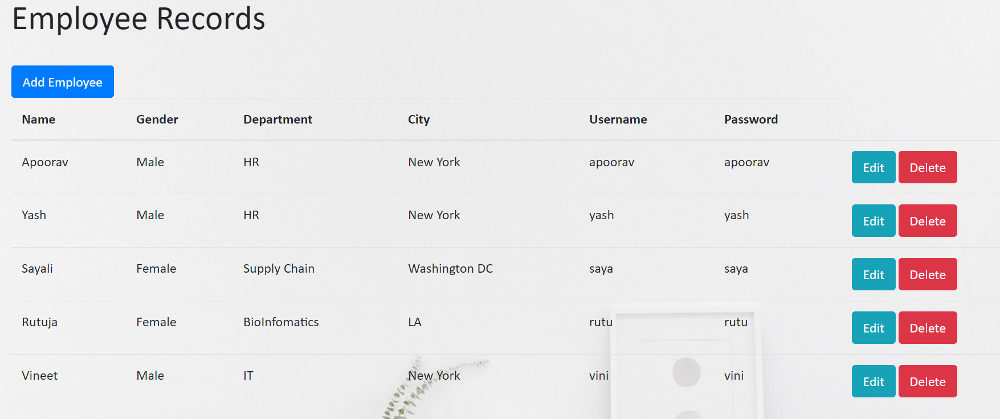 Employee Records
Add Employee
Name Gender Department City Username Password
Apoorav Male HR New York apoorav apoorav Edit Delete
Yash Male HR New York yash yash Edit Delete
Sayali Female Supply Chain Washington DC saya saya Edit Delete
Rutuja Female BioInfomatics LA rutu rutu Edit Delete
Vineet Male IT New York vini vini Edit Delete